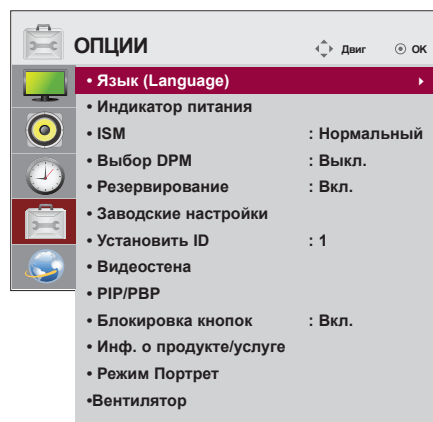 ОПЦИИ Двиг ОК
• Язык (Language)
• Индикатор питания
• ISM : Нормальный
• Выбор DPM : Выкл.
• Резервирование : Вкл.
• Заводские настройки
• Установить ID : 1
• Видеостена
• PIP/PBP
• Блокировка кнопок : Вкл.
• Инф. о продукте/услуге
• Режим Портрет
•Вентилятор